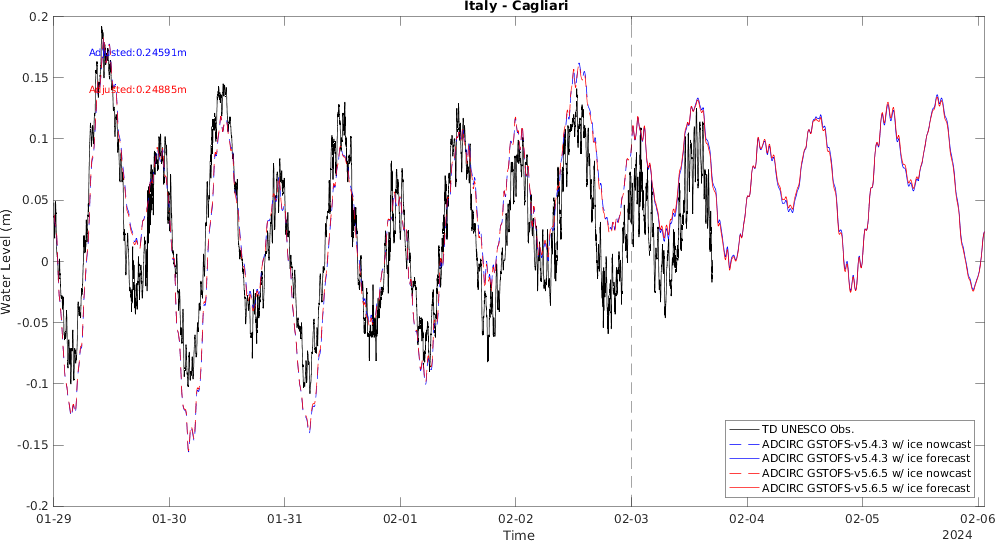 Italy - Cagliari
0.2
0.15
0.1
0.05
0
-0.05
-0.1
-0.15
-0.2
Water Level (m)
Adjusted:0.24591m
Adjusted:0.24885m
TD UNESCO Obs.
ADCIRC GSTOFS-v5.4.3 w/ ice nowcast
ADCIRC GSTOFS-v5.4.3 w/ ice forecast
ADCIRC GSTOFS-v5.6.5 w/ ice nowcast
ADCIRC GSTOFS-v5.6.5 w/ ice forecast
01-29 01-30 01-31 02-01 02-02 02-03 02-04 02-05 02-06
Time
2024